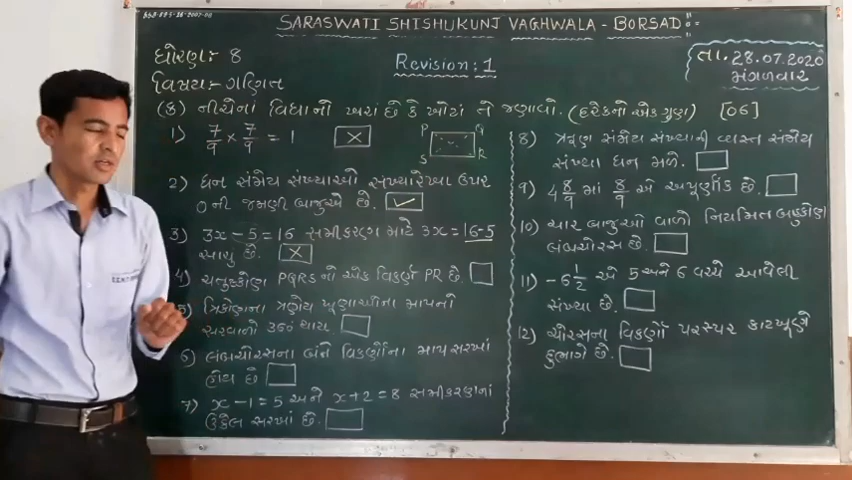 SARASWATI SHISHUKUNJ VAGHWALA - BORSAD
ધોરણ:- 8
Revision : 1
તા. 28.07.2020
મંગળવાર
વિષય:- ગણિત
(ક) નીચેનાં વિધાનો ખરાં છે કે ખોટાં તે જણાવો. (દરેકનો એક ગુણ) [06]
1) 7/9 × 7/9 = 1 ☒
P Q
S R
2) ધન સંમેય સંખ્યાઓ સંખ્યારેખા ઉપર
0 ની જમણી બાજુએ છે. ☑
3) 3x - 5 = 16 સમીકરણ માટે 3x = 16-5
સાચુ છે. ☒
4) ચતુષ્કોણ PQRS નો એક વિકર્ણ PR છે. ☐
5) ત્રિકોણના ત્રણેય ખૂણાઓના માપનો
સરવાળો 360 થાય. ☐
6) લંબચોરસના બંને વિકર્ણોના માપ સરખાં
હોય છે ☐
7) x - 1 = 5 અને x + 2 = 8 સમીકરણનાં
ઉકેલ સરખાં છે. ☐
8) ઋણ સંમેય સંખ્યાની વ્યસ્ત સંમેય
સંખ્યા ધન મળે. ☐
9) 4 8/9 માં 8/9 એ અપૂર્ણાંક છે. ☐
10) ચાર બાજુઓ વાળો નિયમિત બહુકોણ
લંબચોરસ છે. ☐
11) - 6 1/2 એ 5 અને 6 વચ્ચે આવેલી
સંખ્યા છે. ☐
12) ચોરસના વિકર્ણો પરસ્પર કાટખૂણે
દુભાગે છે. ☐